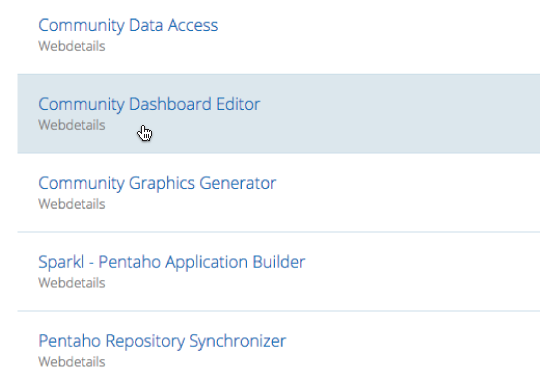 Community Data Access
Webdetails
Community Dashboard Editor
Webdetails
Community Graphics Generator
Webdetails
Sparkl - Pentaho Application Builder
Webdetails
Pentaho Repository Synchronizer
Webdetails